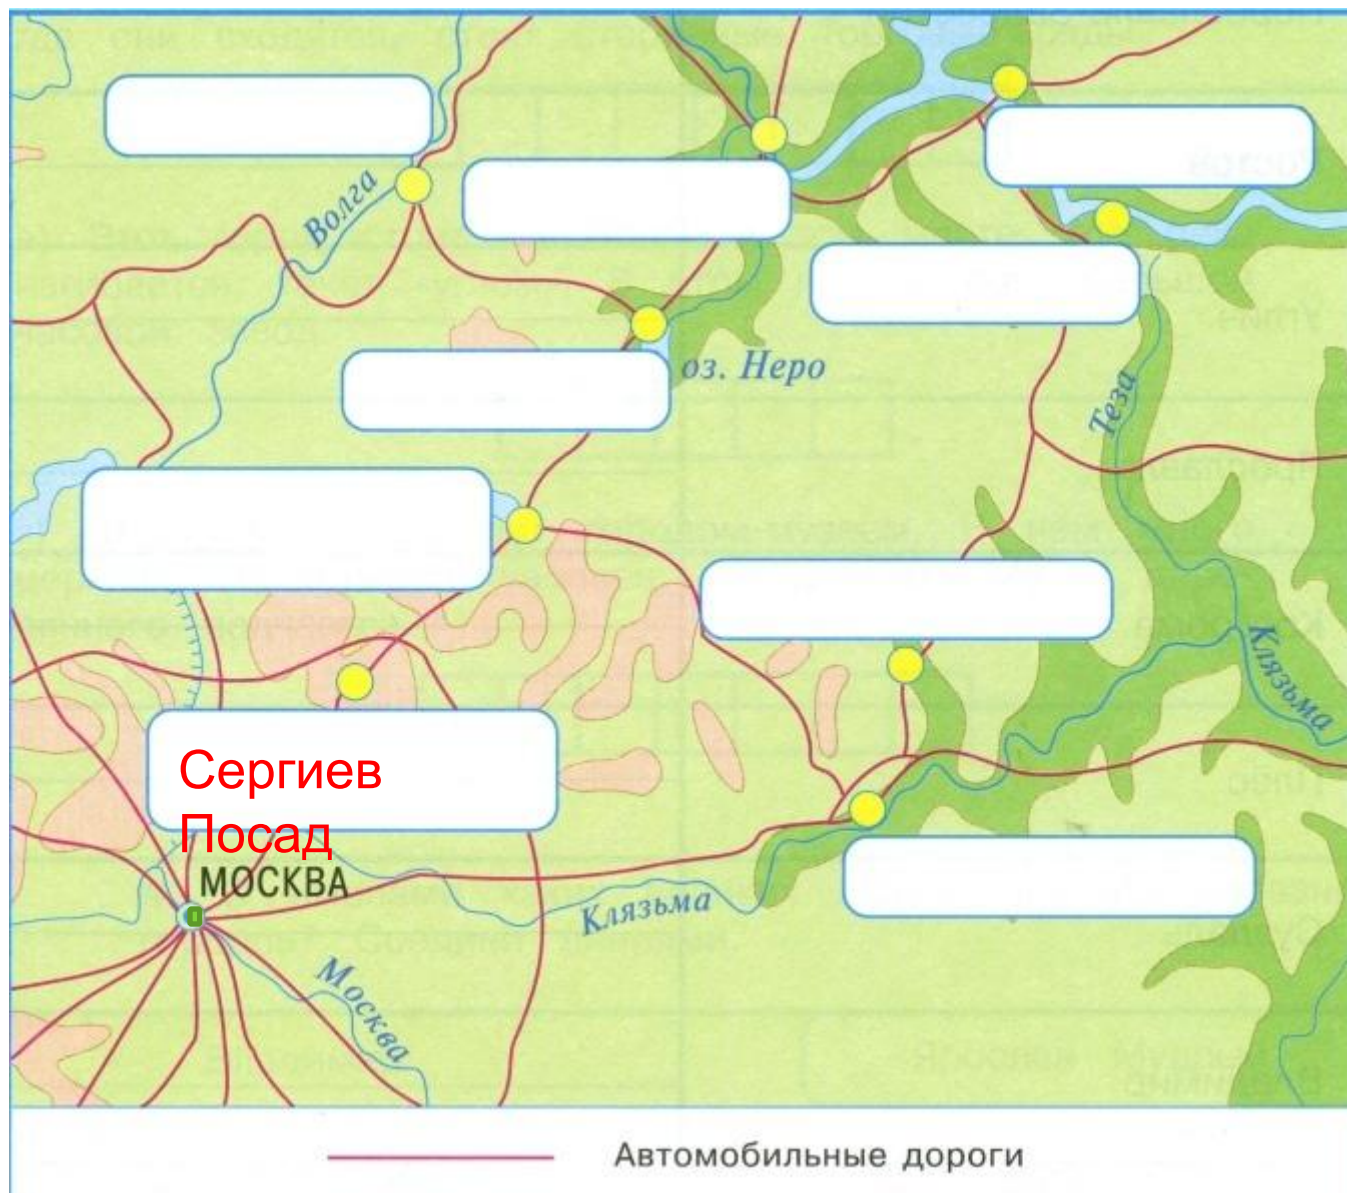 Волга
оз. Неро
Теза
Клязьма
Сергиев
Посад
МОСКВА
Клязьма
Москва
Автомобильные дороги